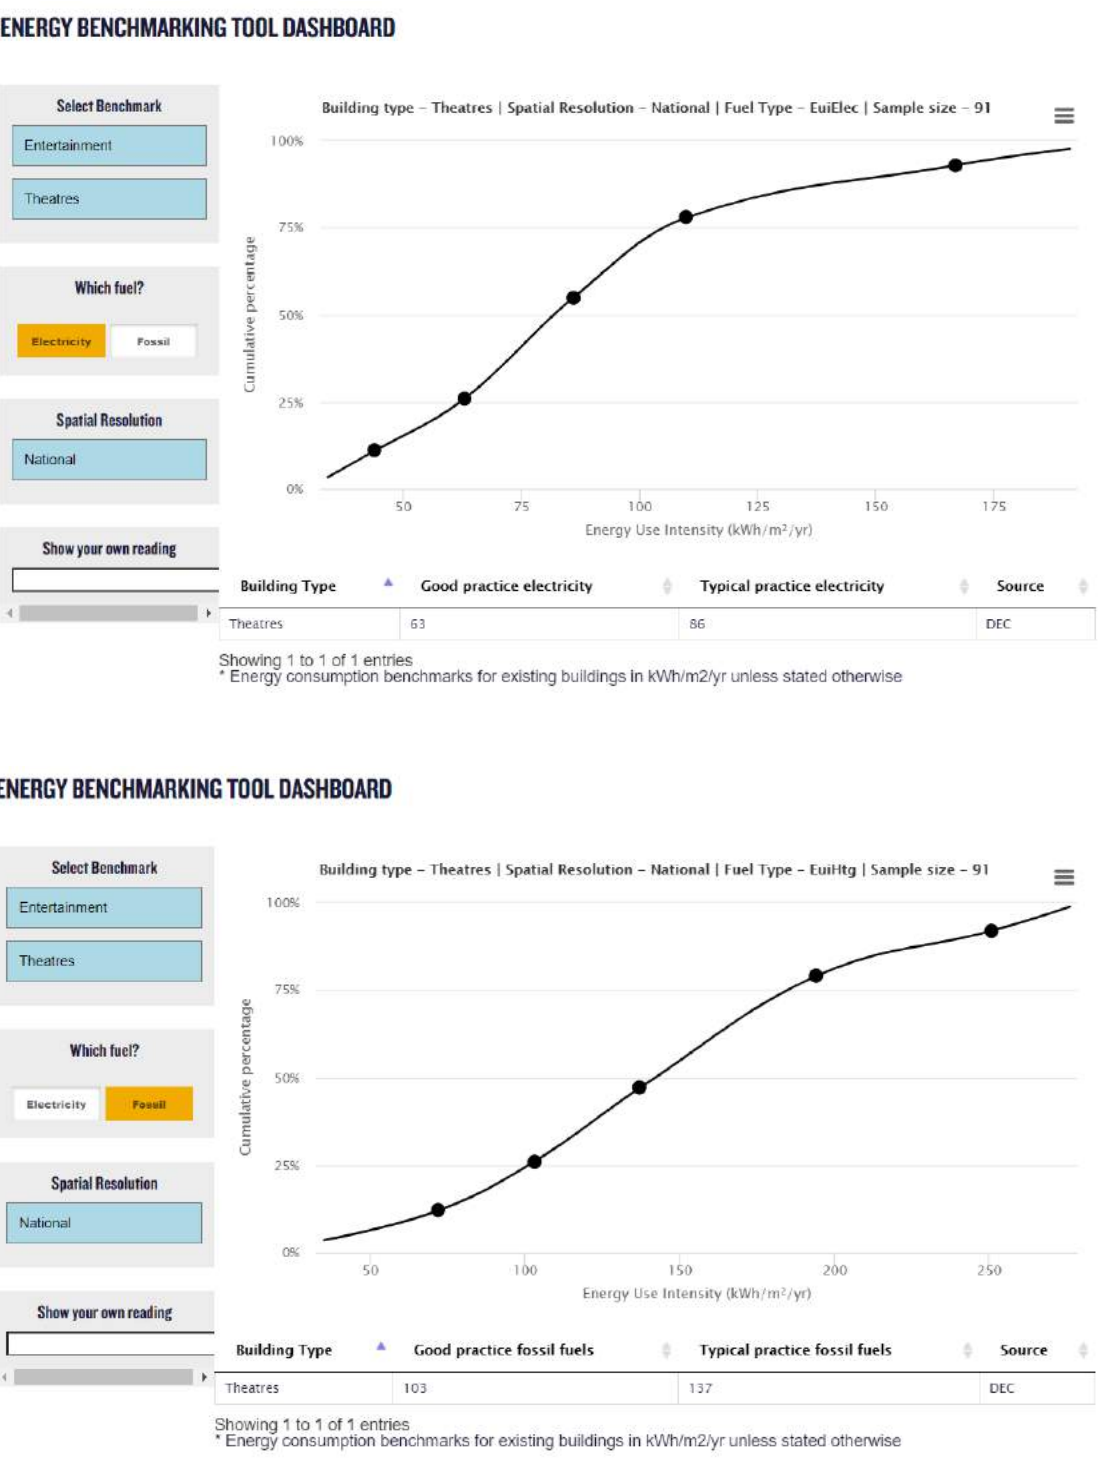 ENERGY BENCHMARKING TOOL DASHBOARD
Select Benchmark
Entertainment
Theatres
Which fuel?
Electricity Fossil
Spatial Resolution
National
Show your own reading
Building type – Theatres | Spatial Resolution – National | Fuel Type – EuiElec | Sample size – 91
Cumulative percentage
100%
75%
50%
25%
0%
50 75 100 125 150 175
Energy Use Intensity (kWh/m²/yr)
Building Type Good practice electricity Typical practice electricity Source
Theatres 63 86 DEC
Showing 1 to 1 of 1 entries
* Energy consumption benchmarks for existing buildings in kWh/m2/yr unless stated otherwise
ENERGY BENCHMARKING TOOL DASHBOARD
Select Benchmark
Entertainment
Theatres
Which fuel?
Electricity Fossil
Spatial Resolution
National
Show your own reading
Building type – Theatres | Spatial Resolution – National | Fuel Type – EuiHtg | Sample size – 91
Cumulative percentage
100%
75%
50%
25%
0%
50 100 150 200 250
Energy Use Intensity (kWh/m²/yr)
Building Type Good practice fossil fuels Typical practice fossil fuels Source
Theatres 103 137 DEC
Showing 1 to 1 of 1 entries
* Energy consumption benchmarks for existing buildings in kWh/m2/yr unless stated otherwise